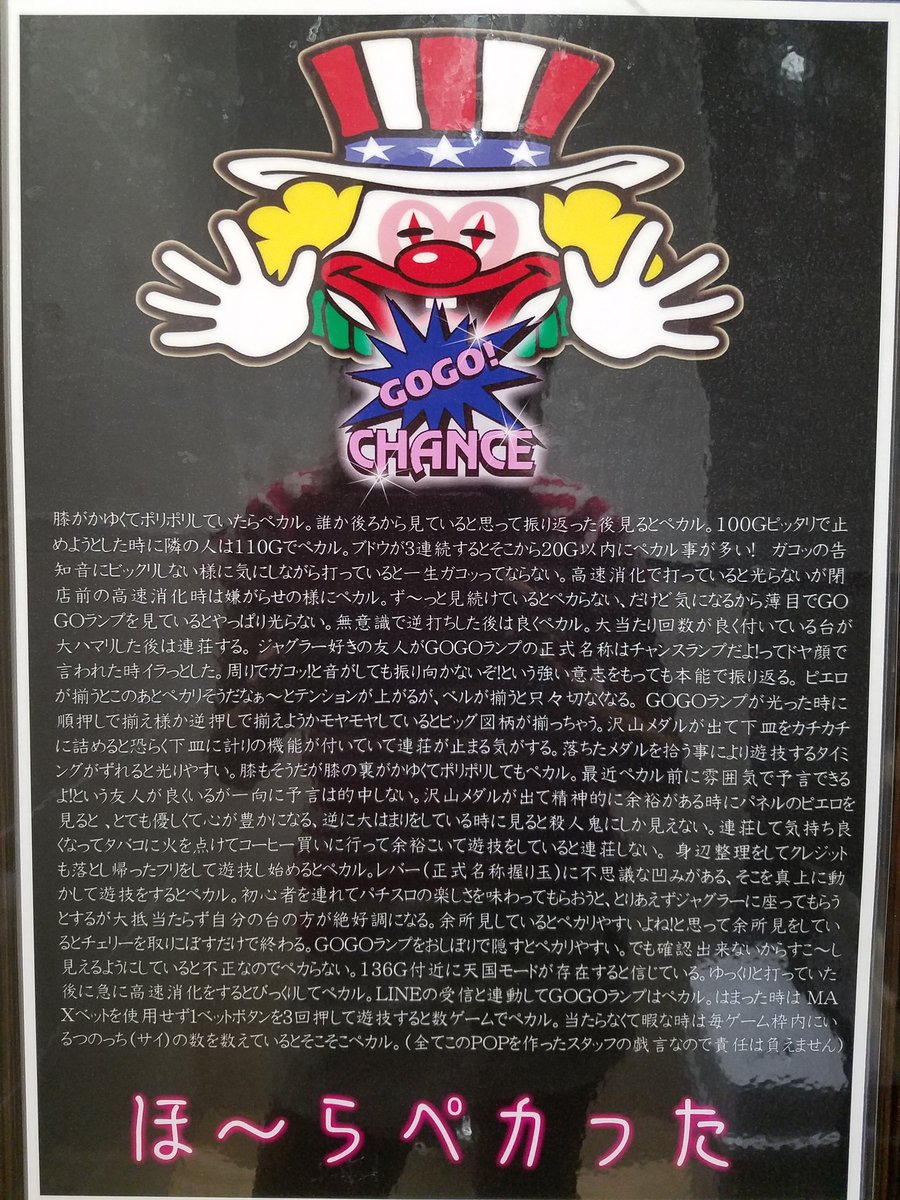 GOGO!
CHANCE
膝がかゆくてポリポリしていたらペカル。誰か後ろから見ていると思って振り返った後見るとペカル。100Gピッタリで止
めようとした時に隣の人は110Gでペカル。ブドウが3連続するとそこから20G以内にペカル事が多い! ガコッの告
知音にビックリしない様に気にしながら打っていると一生ガコッってならない。高速消化で打っていると光らないが閉
店前の高速消化時は嫌がらせの様にペカル。ず～っと見続けているとペカらない、だけど気になるから薄目でGO
GOランプを見ているとやっぱり光らない。無意識で逆打ちした後は良くペカル。大当たり回数が良く付いている台が
大ハマリした後は連荘する。ジャグラー好きの友人がGOGOランプの正式名称はチャンスランプだよ!ってドヤ顔で
言われた時イラっとした。周りでガコッ!と音がしても振り向かないぞ!という強い意志をもっても本能で振り返る。ピエロ
が揃うとこのあとペカリそうだなぁ～とテンションが上がるが、ベルが揃うと只々切なくなる。GOGOランプが光った時に
順押しで揃え様か逆押しで揃えようかモヤモヤしているとビッグ図柄が揃っちゃう。沢山メダルが出て下皿をカチカチ
に詰めると恐らく下皿に計りの機能が付いていて連荘が止まる気がする。落ちたメダルを拾う事により遊技するタイミ
ングがずれると光りやすい。膝もそうだが膝の裏がかゆくてポリポリしてもペカル。最近ペカル前に雰囲気で予言できる
よ!という友人が良くいるが一向に予言は的中しない。沢山メダルが出て精神的に余裕がある時にパネルのピエロを
見ると、とても優しくて心が豊かになる、逆に大はまりをしている時に見ると殺人鬼にしか見えない。連荘して気持ち良
くなってタバコに火を点けてコーヒー買いに行って余裕こいて遊技をしていると連荘しない。身辺整理をしてクレジット
も落とし帰ったフリをして遊技し始めるとペカル。レバー(正式名称握り玉)に不思議な凹みがある、そこを真上に動
かして遊技をするとペカル。初心者を連れてパチスロの楽しさを味わってもらおうと、とりあえずジャグラーに座ってもらう
とするが大抵当たらず自分の台の方が絶好調になる。余所見しているとペカリやすいよね!と思って余所見をしてい
るとチェリーを取りこぼすだけで終わる。GOGOランプをおしぼりで隠すとペカリやすい、でも確認出来ないからすこ～し
見えるようにしていると不正なのでペカらない。136G付近に天国モードが存在すると信じている。ゆっくりと打っていた
後に急に高速消化をするとびっくりしてペカル。LINEの受信と連動してGOGOランプはペカル。はまった時は MA
Xベットを使用せず1ベットボタンを3回押して遊技すると数ゲームでペカル。当たらなくて暇な時は毎ゲーム枠内にい
るつのっち(サイ)の数を数えているとそこそこペカル。(全てこのPOPを作ったスタッフの戯言なので責任は負えません)
ほ～らペカった